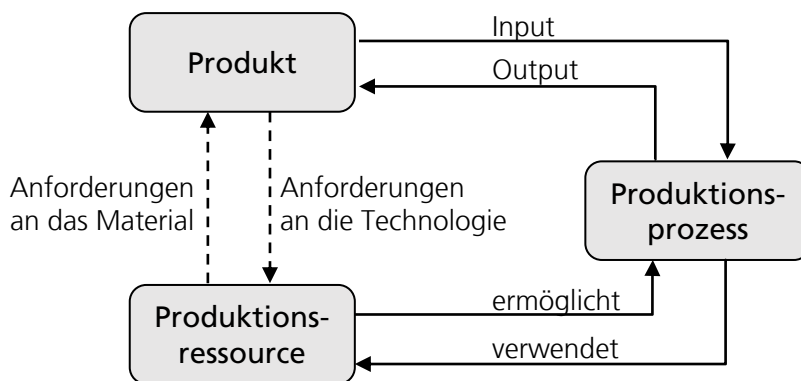 Input
Produkt
Output
Anforderungen
an das Material
Anforderungen
an die Technologie
Produktions-
prozess
Produktions-
ressource
ermöglicht
verwendet